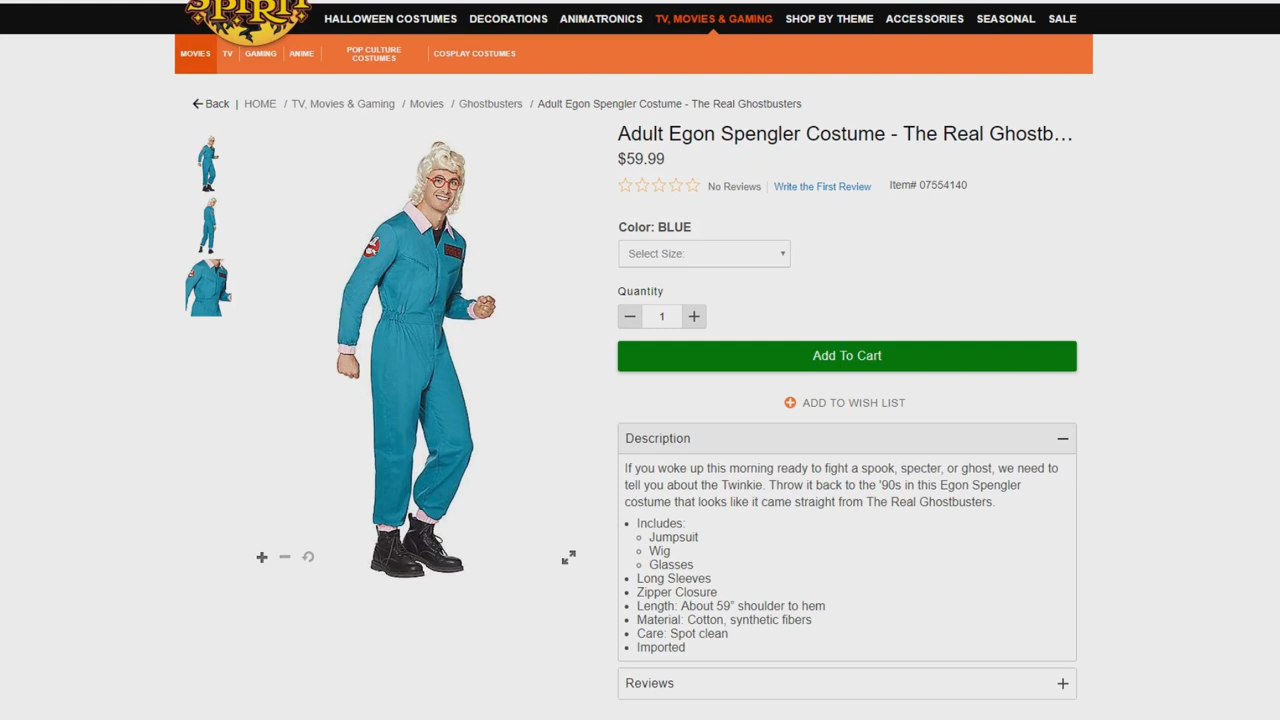 SPIRIT
HALLOWEEN COSTUMES DECORATIONS ANIMATRONICS TV, MOVIES & GAMING SHOP BY THEME ACCESSORIES SEASONAL SALE
MOVIES TV GAMING ANIME POP CULTURE COSTUMES COSPLAY COSTUMES
Back | HOME / TV, Movies & Gaming / Movies / Ghostbusters / Adult Egon Spengler Costume - The Real Ghostbusters
Adult Egon Spengler Costume - The Real Ghostb…
$59.99
No Reviews Write the First Review Item# 07554140
Color: BLUE
Select Size:
Quantity
1
Add To Cart
ADD TO WISH LIST
Description
If you woke up this morning ready to fight a spook, specter, or ghost, we need to
tell you about the Twinkie. Throw it back to the '90s in this Egon Spengler
costume that looks like it came straight from The Real Ghostbusters.
• Includes:
Jumpsuit
Wig
Glasses
• Long Sleeves
• Zipper Closure
• Length: About 59” shoulder to hem
• Material: Cotton, synthetic fibers
• Care: Spot clean
• Imported
Reviews